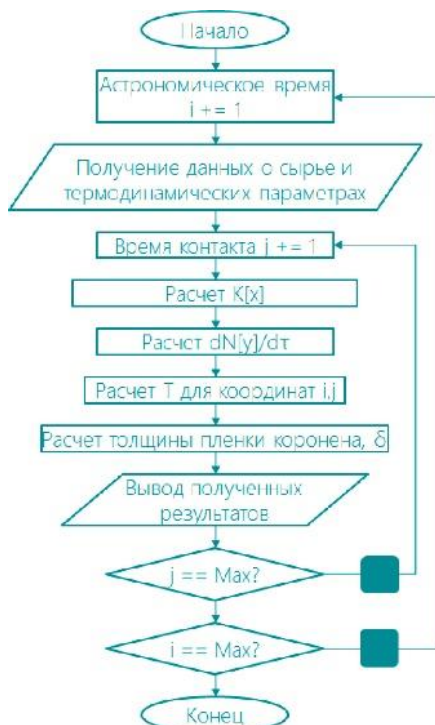 Начало
Астрономическое время
i += 1
Получение данных о сырье и
термодинамических параметрах
Время контакта j += 1
Расчет K[x]
Расчет dN[y]/dτ
Расчет T для координат i,j
Расчет толщины пленки коронена, δ
Вывод полученных
результатов
j == Max?
i == Max?
Конец